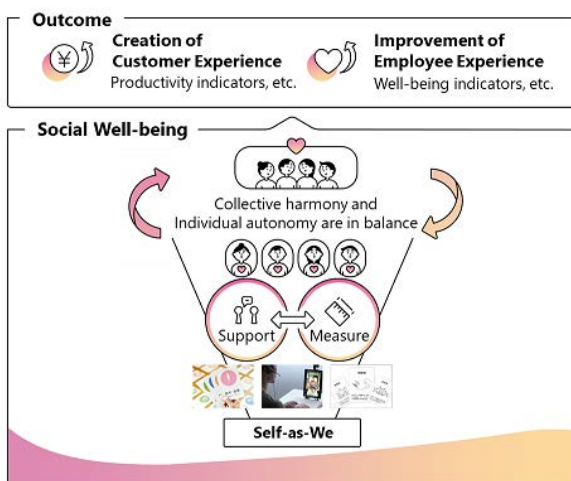 Outcome
Creation of
Customer Experience
Productivity indicators, etc.
Improvement of
Employee Experience
Well-being indicators, etc.
Social Well-being
Collective harmony and
Individual autonomy are in balance
Support
Measure
Self-as-We